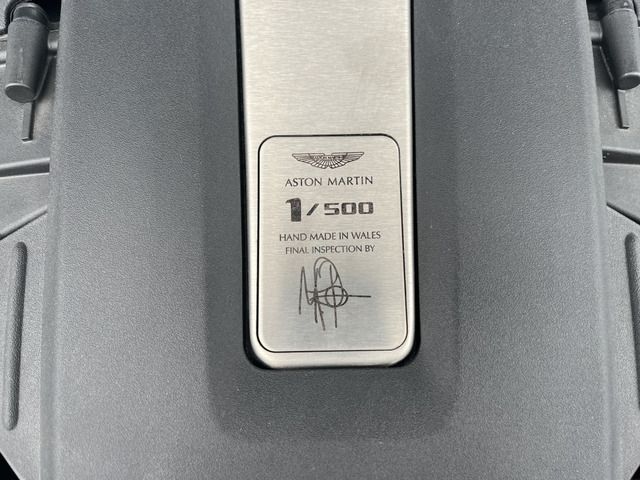 ASTON MARTIN
1/500
HAND MADE IN WALES
FINAL INSPECTION BY